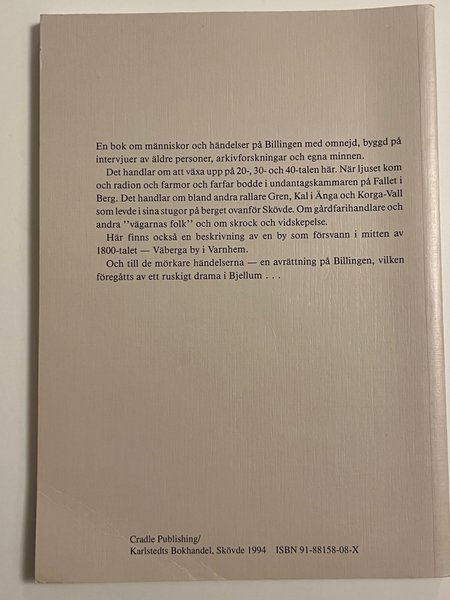 En bok om människor och händelser på Billingen med omnejd, byggd på
intervjuer av äldre personer, arkivforskningar och egna minnen.
Det handlar om att växa upp på 20-, 30- och 40-talen här. När ljuset kom
och radion och farmor och farfar bodde i undantagskammaren på Fallet i
Berg. Det handlar om bland andra rallare Gren, Kal i Änga och Korga-Vall
som levde i sina stugor på berget ovanför Skövde. Om gårdfarihandlare och
andra ''vägarnas folk'' och om skrock och vidskepelse.
Här finns också en beskrivning av en by som försvann i mitten av
1800-talet — Väberga by i Varnhem.
Och till de mörkare händelserna — en avrättning på Billingen, vilken
föregåtts av ett ruskigt drama i Bjellum . . .
Cradle Publishing/
Karlstedts Bokhandel, Skövde 1994 ISBN 91-88158-08-X